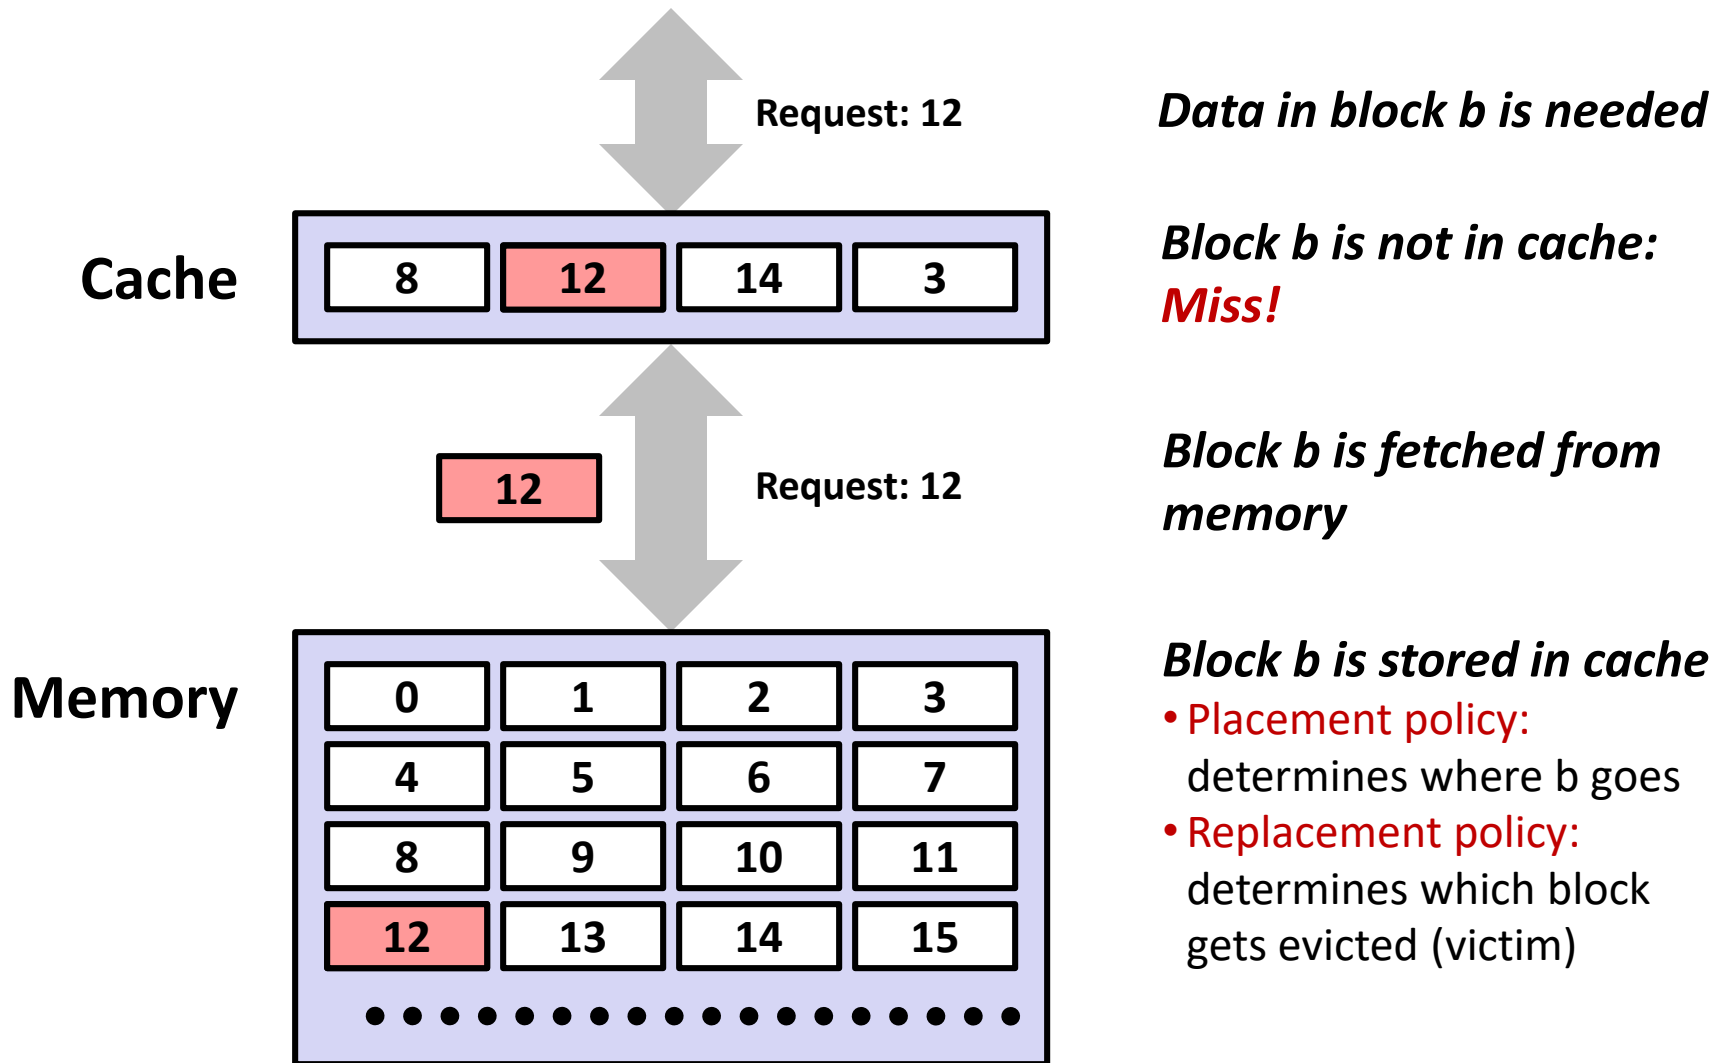 Request: 12
Data in block b is needed
Cache
8 12 14 3
Block b is not in cache:
Miss!
12
Request: 12
Block b is fetched from
memory
Memory
0 1 2 3
4 5 6 7
8 9 10 11
12 13 14 15
Block b is stored in cache
• Placement policy:
determines where b goes
• Replacement policy:
determines which block
gets evicted (victim)